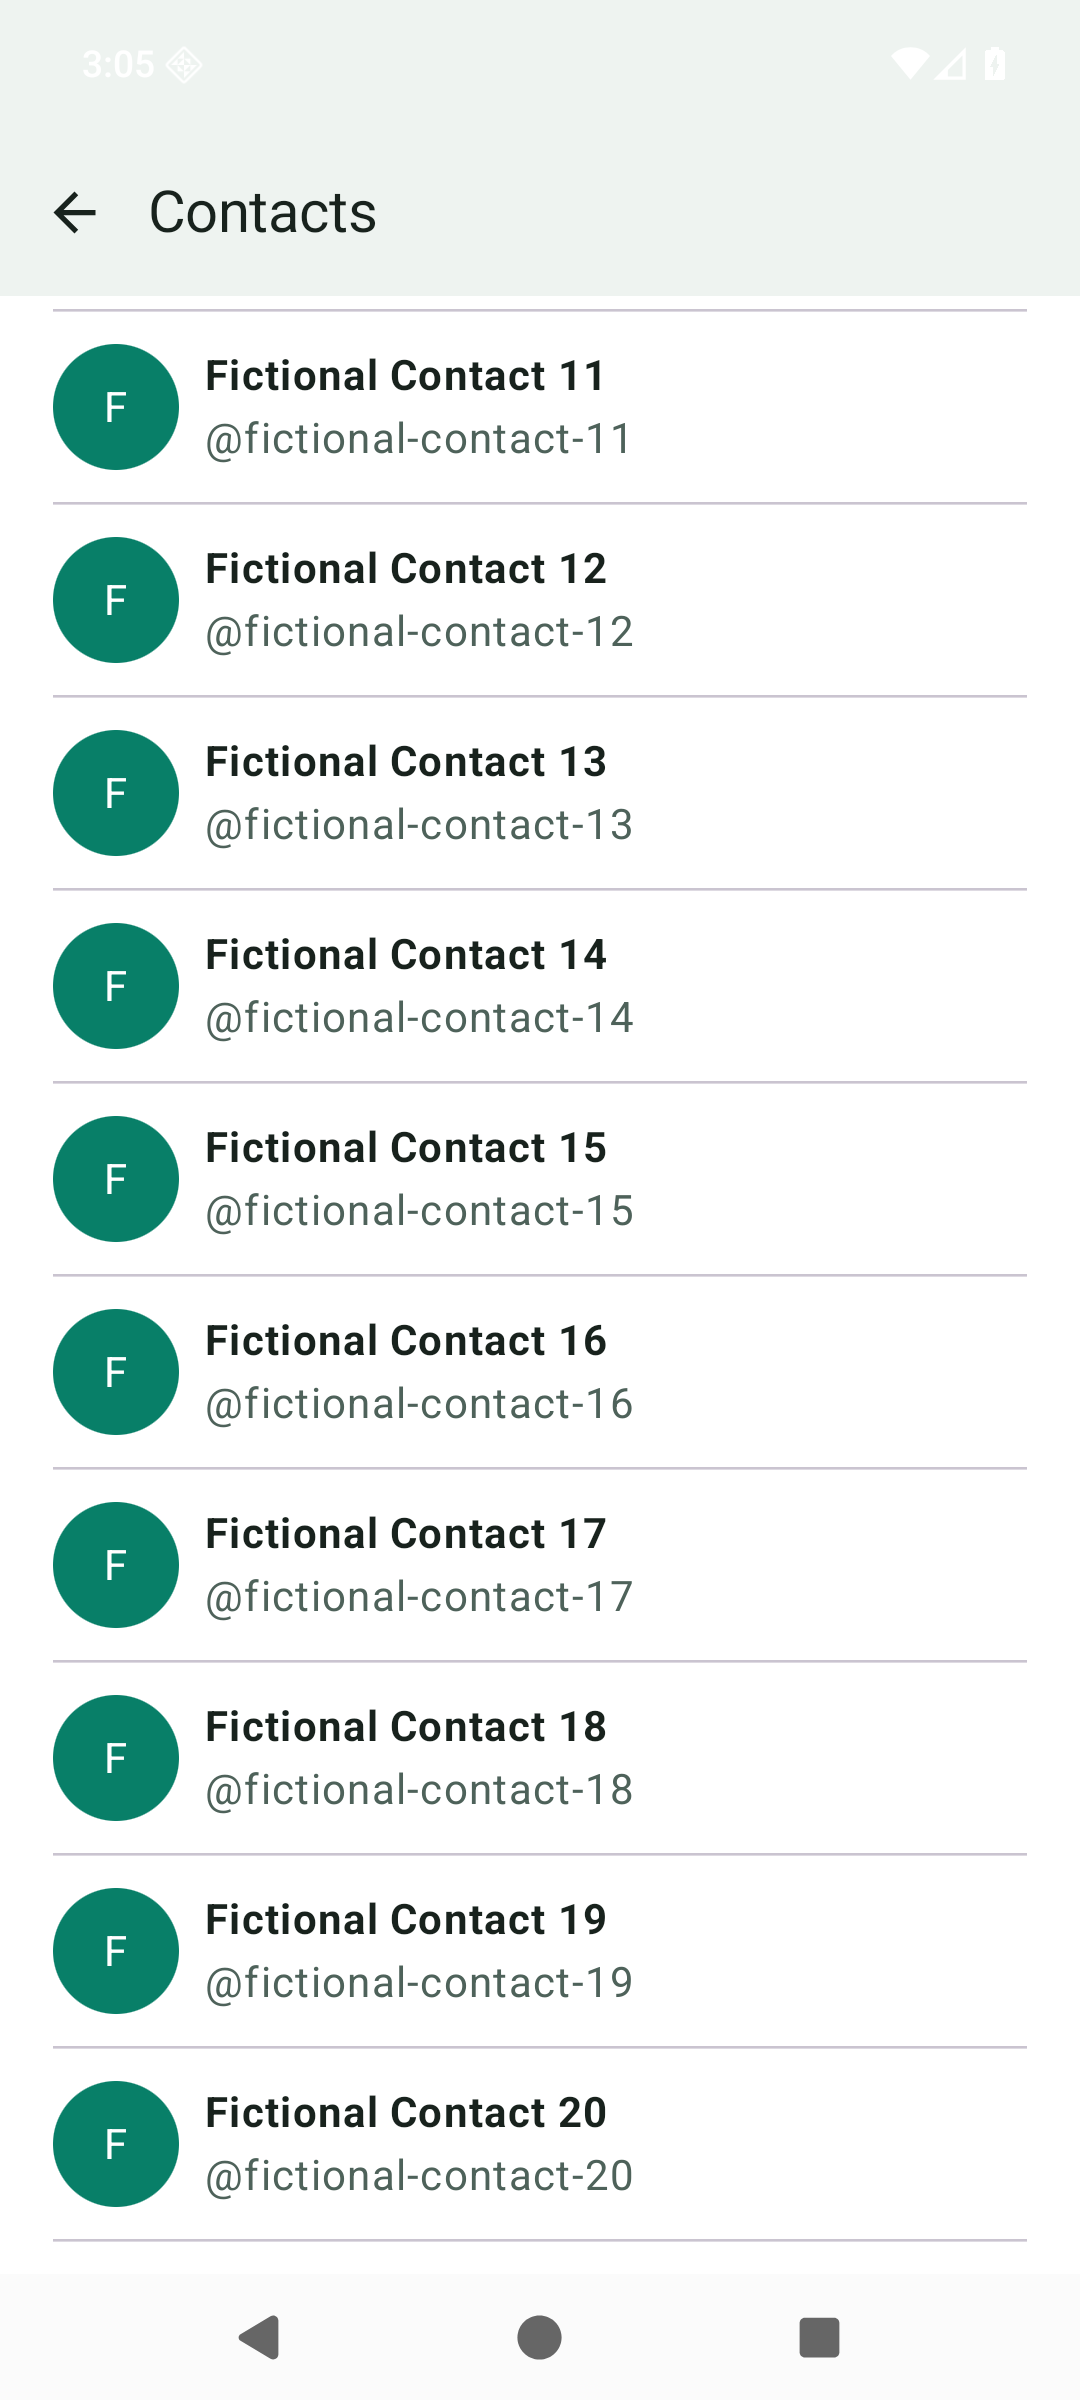 3:05
Contacts
F
Fictional Contact 11
@fictional-contact-11
F
Fictional Contact 12
@fictional-contact-12
F
Fictional Contact 13
@fictional-contact-13
F
Fictional Contact 14
@fictional-contact-14
F
Fictional Contact 15
@fictional-contact-15
F
Fictional Contact 16
@fictional-contact-16
F
Fictional Contact 17
@fictional-contact-17
F
Fictional Contact 18
@fictional-contact-18
F
Fictional Contact 19
@fictional-contact-19
F
Fictional Contact 20
@fictional-contact-20